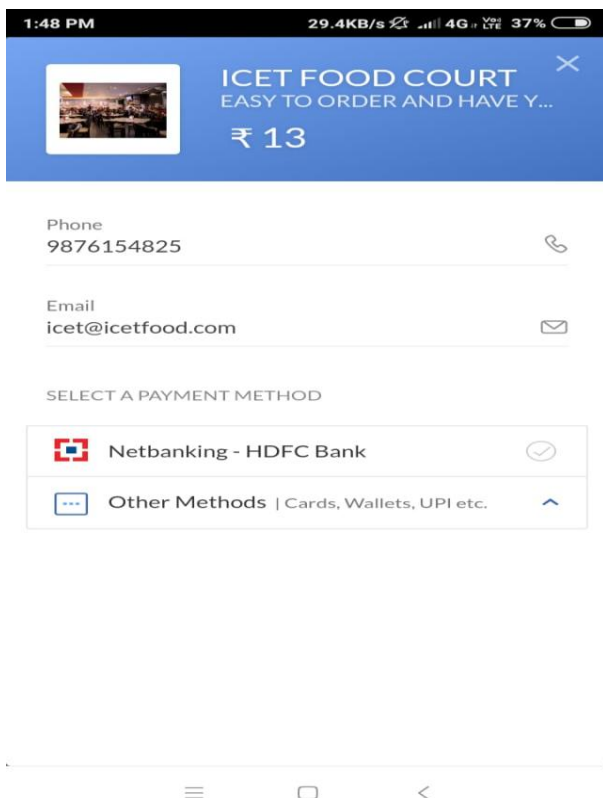 1:48 PM 29.4KB/s 4G VoLTE 37%
ICET FOOD COURT
EASY TO ORDER AND HAVE Y...
₹ 13
Phone
9876154825
Email
icet@icetfood.com
SELECT A PAYMENT METHOD
Netbanking - HDFC Bank
Other Methods | Cards, Wallets, UPI etc.